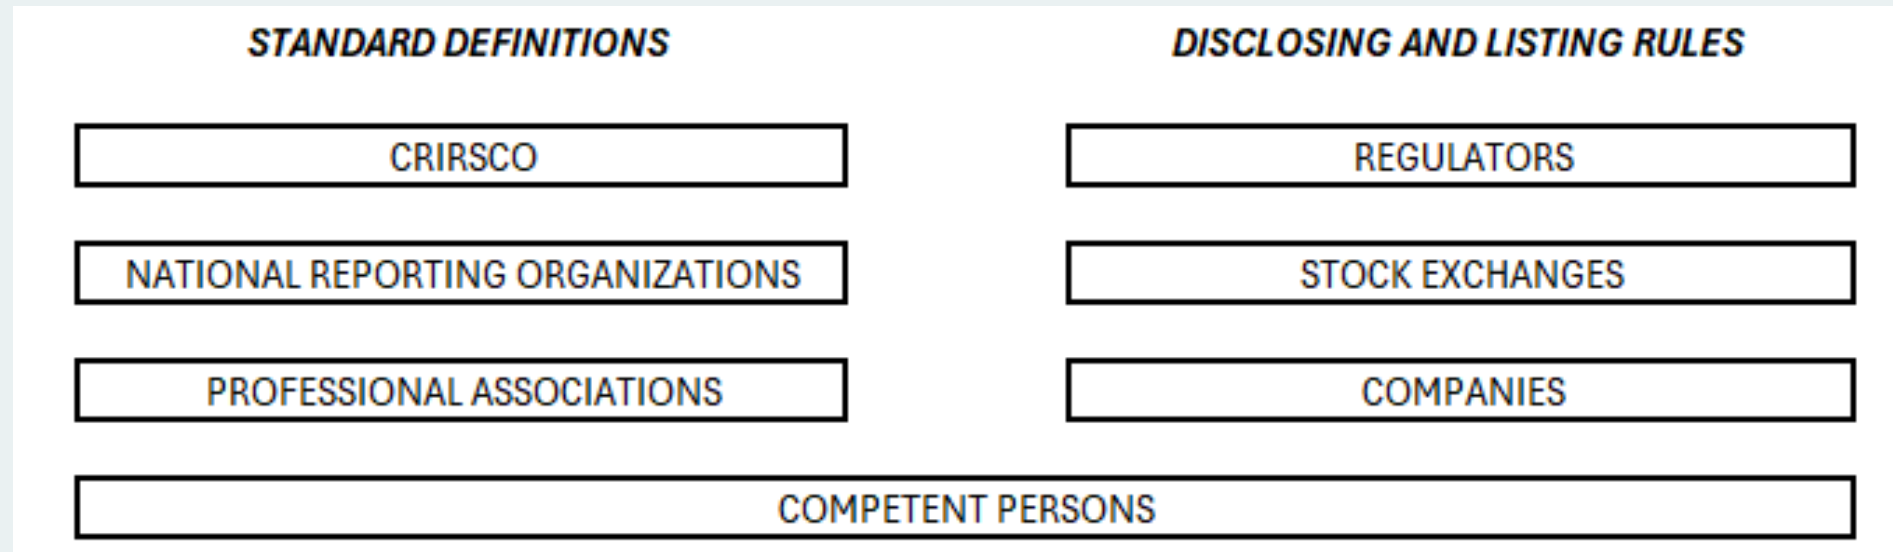 STANDARD DEFINITIONS
DISCLOSING AND LISTING RULES
CRIRSCO
REGULATORS
NATIONAL REPORTING ORGANIZATIONS
STOCK EXCHANGES
PROFESSIONAL ASSOCIATIONS
COMPANIES
COMPETENT PERSONS